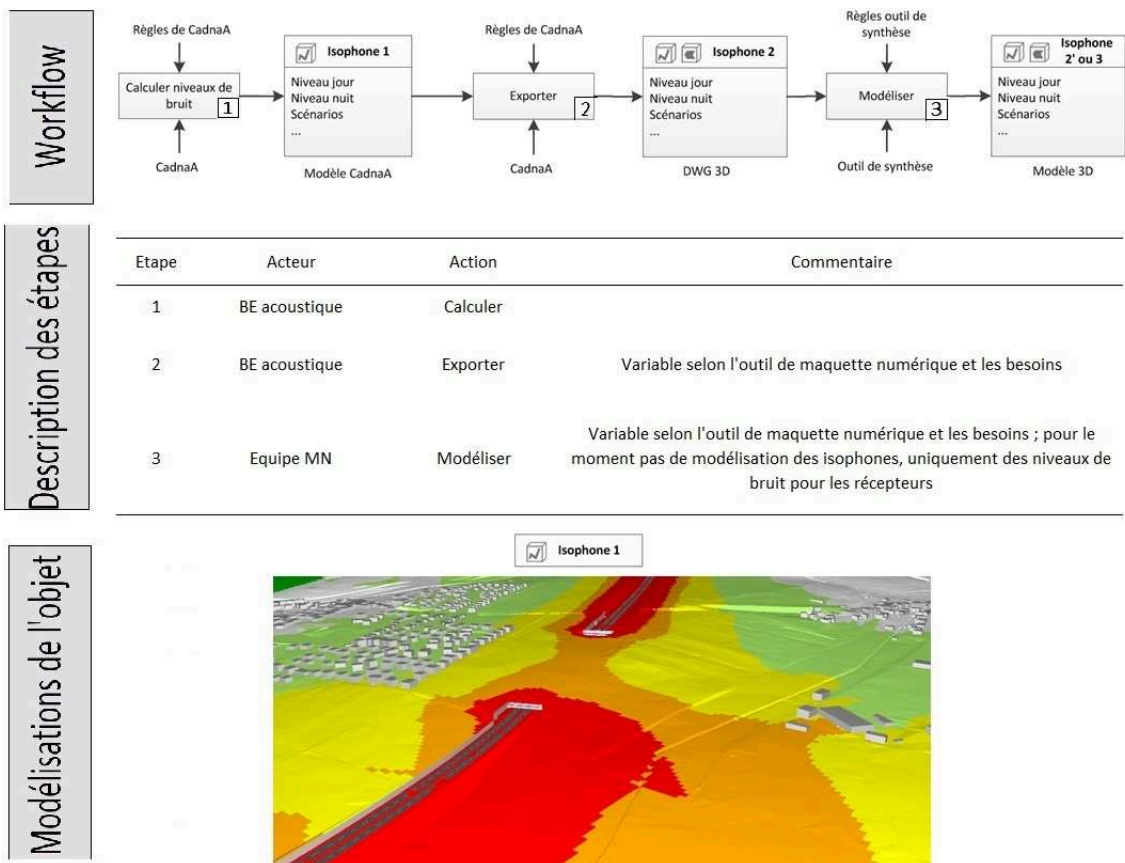 Workflow
Règles de CadnaA
Calculer niveaux de
bruit
1
CadnaA
Isophone 1
Niveau jour
Niveau nuit
Scénarios
...
Modèle CadnaA
Règles de CadnaA
Exporter
2
CadnaA
Isophone 2
Niveau jour
Niveau nuit
Scénarios
...
DWG 3D
Règles outil de
synthèse
Modéliser
3
Outil de synthèse
Isophone
2' ou 3
Niveau jour
Niveau nuit
Scénarios
...
Modèle 3D
Description des étapes
Etape Acteur Action Commentaire
1 BE acoustique Calculer
2 BE acoustique Exporter Variable selon l'outil de maquette numérique et les besoins
3 Equipe MN Modéliser Variable selon l'outil de maquette numérique et les besoins ; pour le
moment pas de modélisation des isophones, uniquement des niveaux de
bruit pour les récepteurs
Modélisations de l'objet
Isophone 1